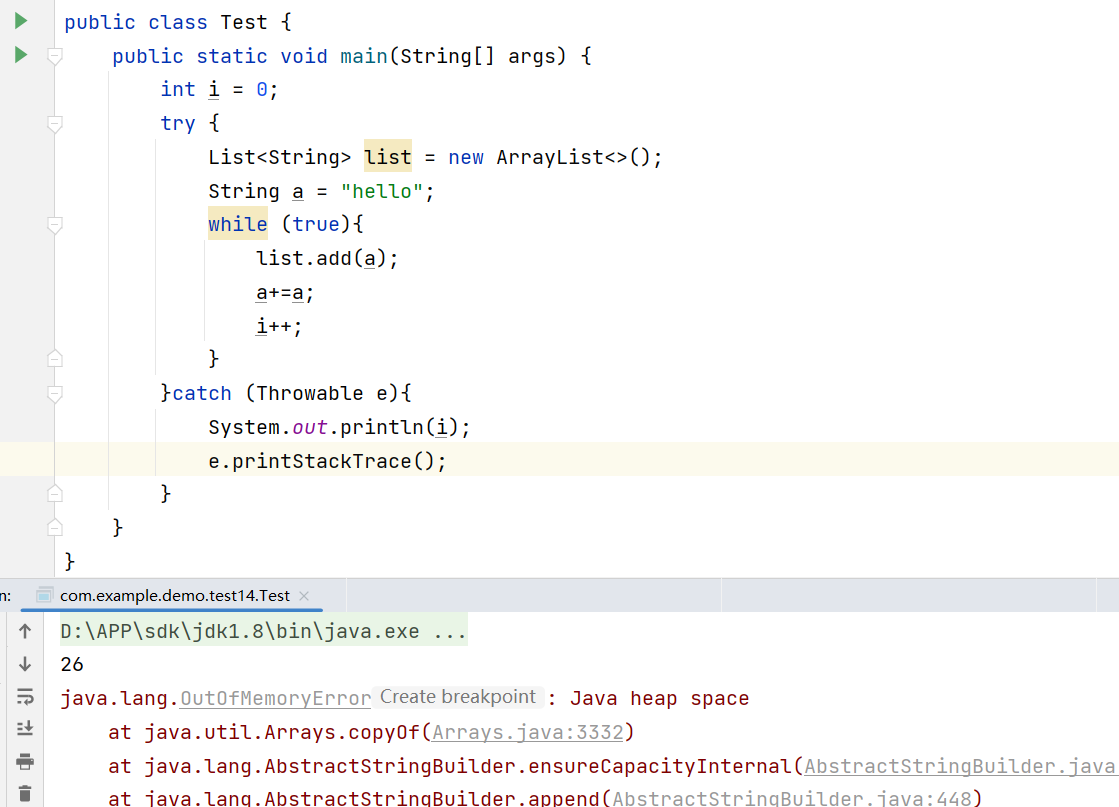 public class Test {
    public static void main(String[] args) {
        int i = 0;
        try {
            List<String> list = new ArrayList<>();
            String a = "hello";
            while (true){
                list.add(a);
                a+=a;
                i++;
            }
        }catch (Throwable e){
            System.out.println(i);
            e.printStackTrace();
        }
    }
}
n: com.example.demo.test14.Test ×
D:\APP\sdk\jdk1.8\bin\java.exe ...
26
java.lang.OutOfMemoryError Create breakpoint : Java heap space
    at java.util.Arrays.copyOf(Arrays.java:3332)
    at java.lang.AbstractStringBuilder.ensureCapacityInternal(AbstractStringBuilder.java
    at java.lang.AbstractStringBuilder.append(AbstractStringBuilder.java:448)